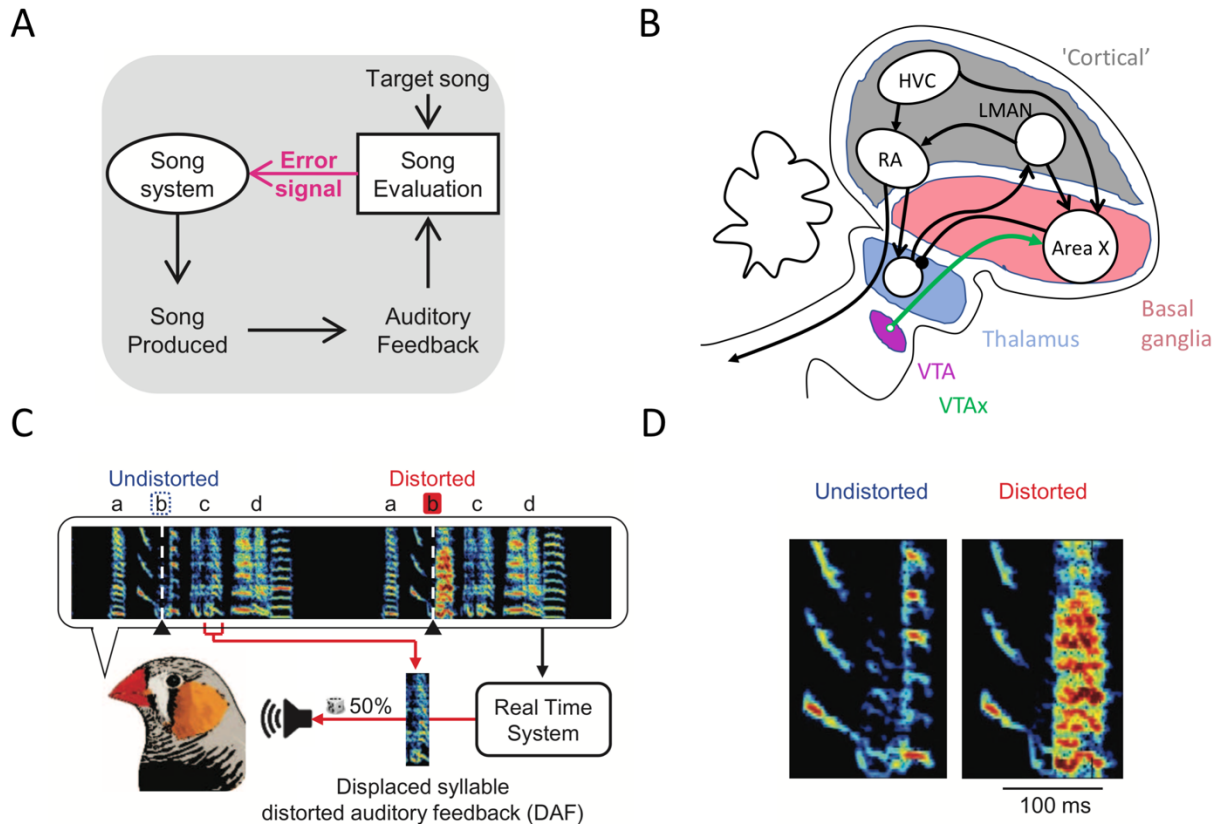 A
Target song
Song
system
Error
signal
Song
Evaluation
Song
Produced
Auditory
Feedback
B
'Cortical’
HVC
LMAN
RA
Area X
Basal
ganglia
Thalamus
VTA
VTAx
C
Undistorted
Distorted
a b c d a b c d
50%
Real Time
System
Displaced syllable
distorted auditory feedback (DAF)
D
Undistorted
Distorted
100 ms